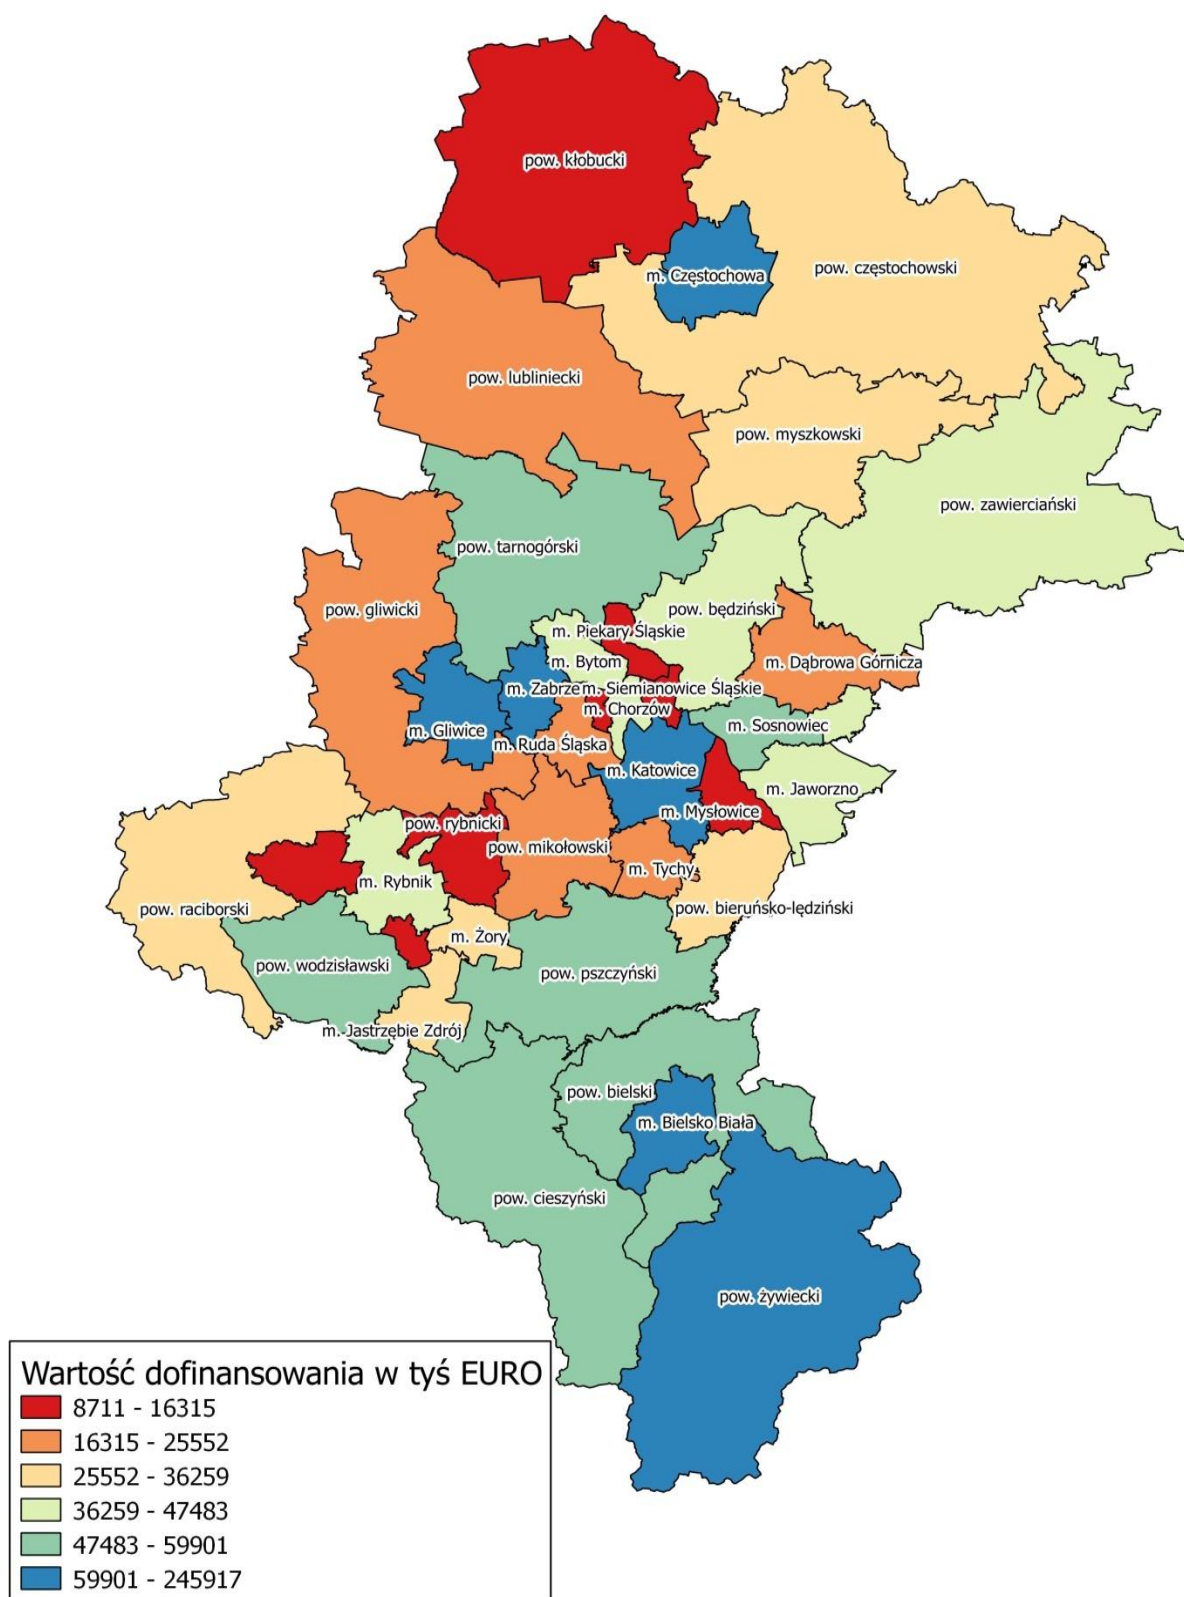 pow. kłobucki
pow. częstochowski
m. Częstochowa
pow. lubliniecki
pow. myszkowski
pow. zawierciański
pow. tarnogórski
pow. gliwicki
pow. będziński
m. Piekary Śląskie
m. Bytom
m. Dąbrowa Górnicza
m. Zabrze
m. Siemianowice Śląskie
m. Chorzów
m. Sosnowiec
m. Gliwice
m. Ruda Śląska
m. Katowice
m. Jaworzno
m. Mysłowice
pow. rybnicki
pow. mikołowski
m. Tychy
m. Rybnik
pow. raciborski
pow. bieruńsko-lędziński
m. Żory
pow. wodzisławski
pow. pszczyński
m. Jastrzębie Zdrój
pow. bielski
m. Bielsko Biała
pow. cieszyński
pow. żywiecki
Wartość dofinansowania w tyś EURO
8711 - 16315
16315 - 25552
25552 - 36259
36259 - 47483
47483 - 59901
59901 - 245917